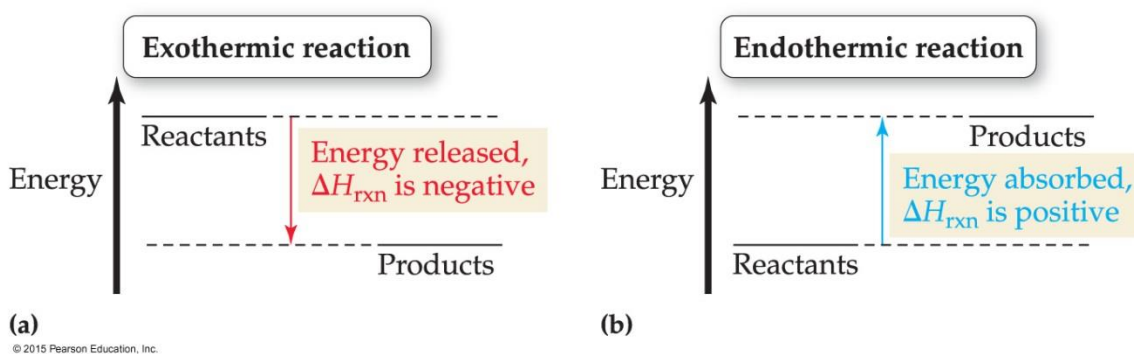 Exothermic reaction
Reactants
Energy released,
ΔHrxn is negative
Energy
Products
(a)
© 2015 Pearson Education, Inc.
Endothermic reaction
Products
Energy absorbed,
ΔHrxn is positive
Energy
Reactants
(b)